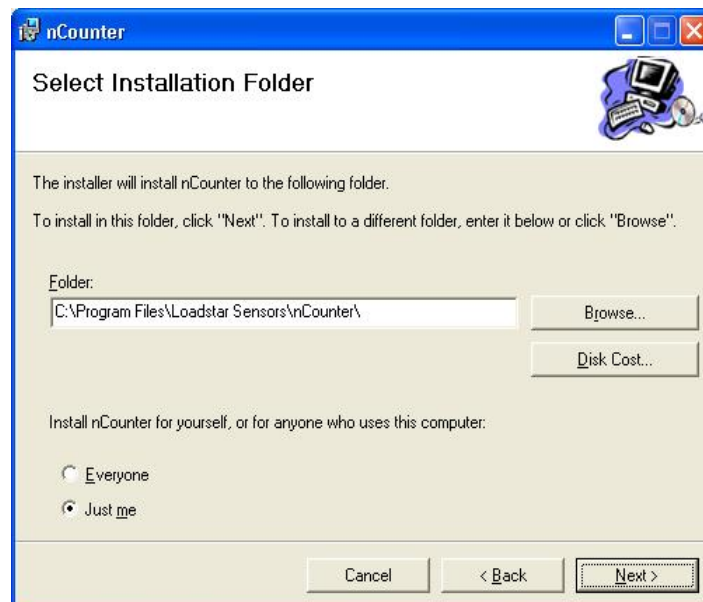 nCounter
Select Installation Folder
The installer will install nCounter to the following folder.
To install in this folder, click "Next". To install to a different folder, enter it below or click "Browse".
Folder:
C:\Program Files\Loadstar Sensors\nCounter\
Browse...
Disk Cost...
Install nCounter for yourself, or for anyone who uses this computer:
Everyone
Just me
Cancel
< Back
Next >